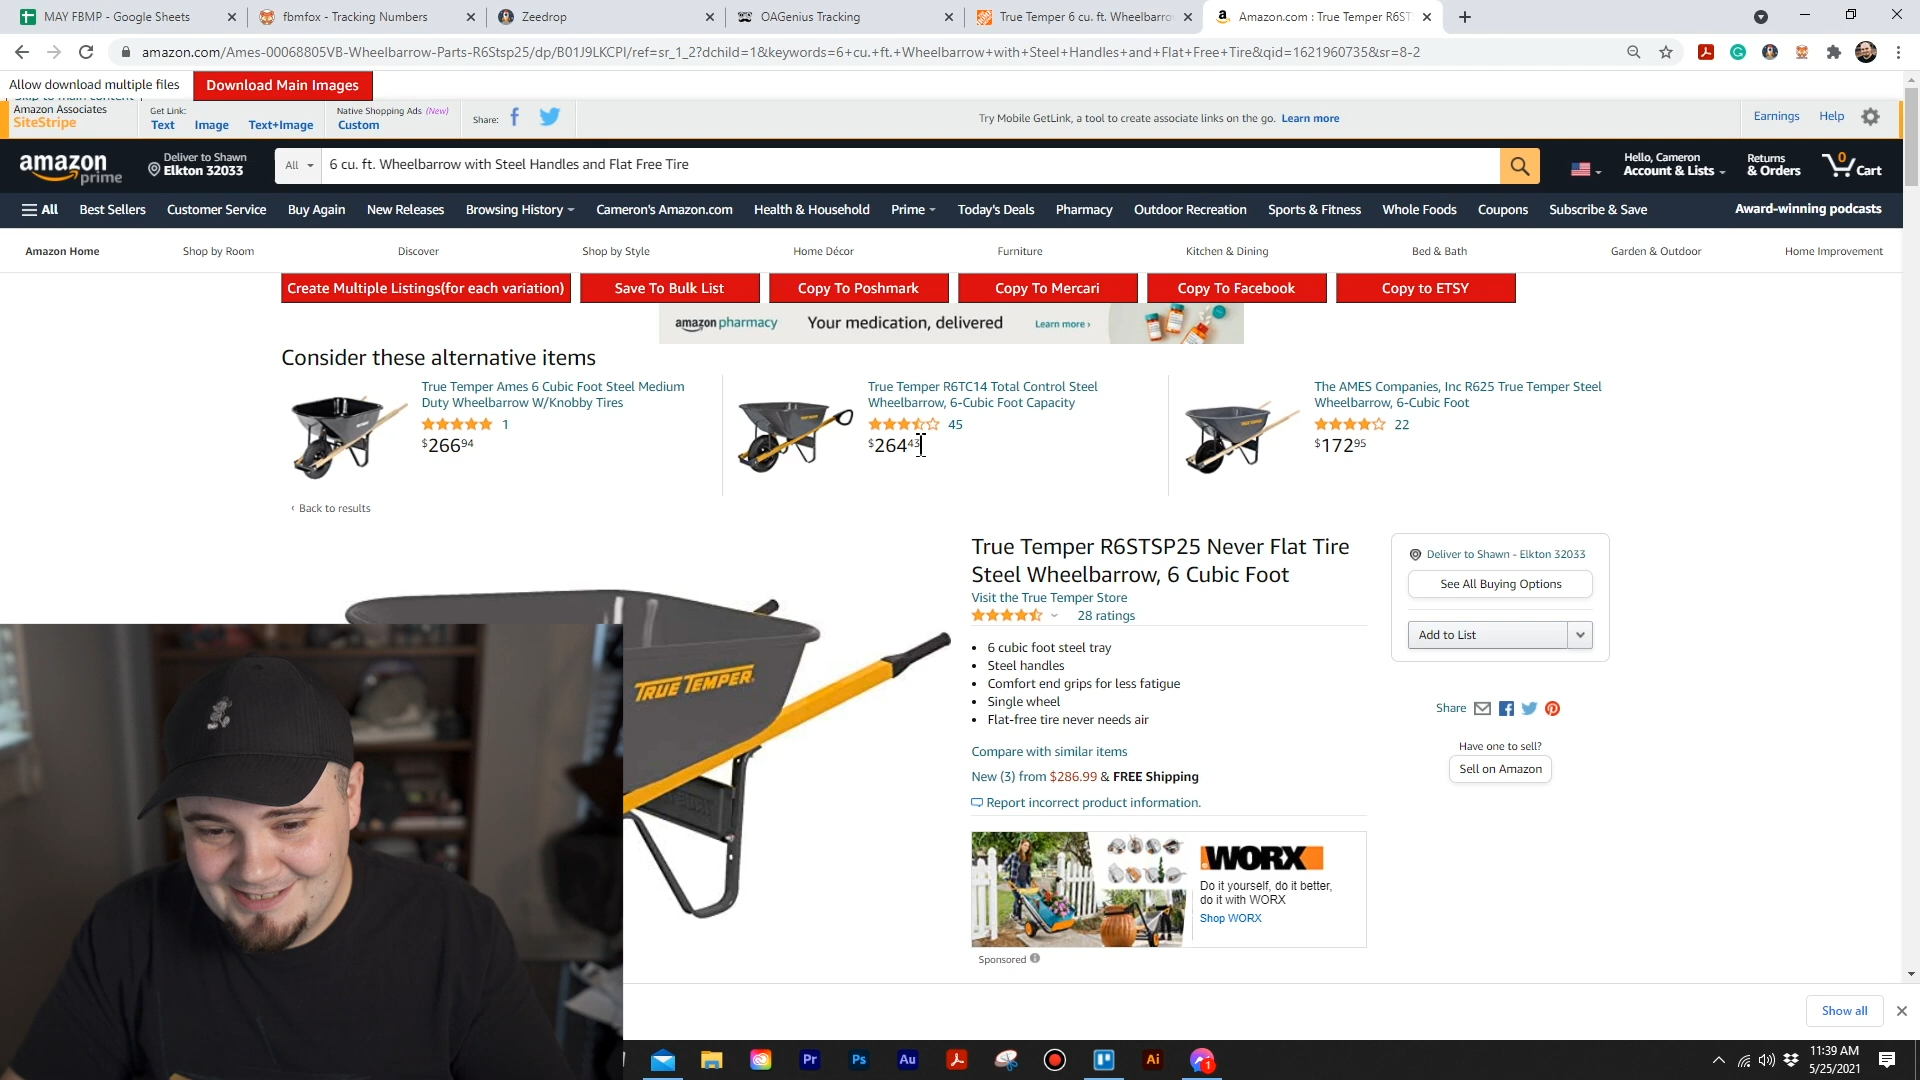 MAY FBMP - Google Sheets
fbmfox - Tracking Numbers
Zeedrop
OAGenius Tracking
True Temper 6 cu. ft. Wheelbarro
Amazon.com : True Temper R6ST
amazon.com/Ames-00068805VB-Wheelbarrow-Parts-R6Stsp25/dp/B01J9LKCPI/ref=sr_1_2?dchild=1&keywords=6+cu.+ft.+Wheelbarrow+with+Steel+Handles+and+Flat+Free+Tire&qid=1621960735&sr=8-2
Allow download multiple files
Download Main Images
Skip to main content
Amazon Associates
SiteStripe
Get Link:
Text Image Text+Image
Native Shopping Ads (New)
Custom
Share:
Try Mobile GetLink, a tool to create associate links on the go. Learn more
Earnings Help
amazon prime
Deliver to Shawn
Elkton 32033
All
6 cu. ft. Wheelbarrow with Steel Handles and Flat Free Tire
Hello, Cameron
Account & Lists
Returns
& Orders
0
Cart
All Best Sellers Customer Service Buy Again New Releases Browsing History Cameron's Amazon.com Health & Household Prime Today's Deals Pharmacy Outdoor Recreation Sports & Fitness Whole Foods Coupons Subscribe & Save Award-winning podcasts
Amazon Home Shop by Room Discover Shop by Style Home Décor Furniture Kitchen & Dining Bed & Bath Garden & Outdoor Home Improvement
Create Multiple Listings(for each variation) Save To Bulk List Copy To Poshmark Copy To Mercari Copy To Facebook Copy to ETSY
amazon pharmacy Your medication, delivered Learn more ›
Consider these alternative items
True Temper Ames 6 Cubic Foot Steel Medium
Duty Wheelbarrow W/Knobby Tires
1
$266 94
True Temper R6TC14 Total Control Steel
Wheelbarrow, 6-Cubic Foot Capacity
45
$264 43
The AMES Companies, Inc R625 True Temper Steel
Wheelbarrow, 6-Cubic Foot
22
$172 95
‹ Back to results
TRUE TEMPER.
True Temper R6STSP25 Never Flat Tire
Steel Wheelbarrow, 6 Cubic Foot
Visit the True Temper Store
28 ratings
• 6 cubic foot steel tray
• Steel handles
• Comfort end grips for less fatigue
• Single wheel
• Flat-free tire never needs air
Compare with similar items
New (3) from $286.99 & FREE Shipping
Report incorrect product information.
WORX
Do it yourself, do it better,
do it with WORX
Shop WORX
Sponsored
Deliver to Shawn - Elkton 32033
See All Buying Options
Add to List
Share
Have one to sell?
Sell on Amazon
Show all
Pr Ps Au Ai 1
11:39 AM
5/25/2021